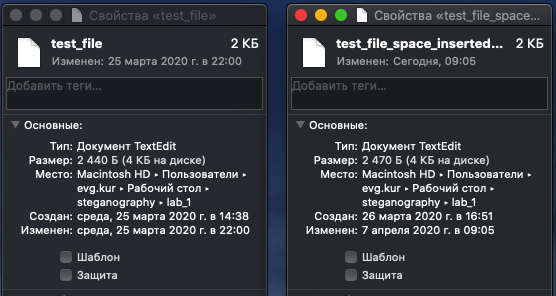 Свойства «test_file»
test_file 2 КБ
Изменен: 25 марта 2020 г. в 22:00
Добавить теги...
Основные:
Тип: Документ TextEdit
Размер: 2 440 Б (4 КБ на диске)
Место: Macintosh HD ▸ Пользователи ▸
evg.kur ▸ Рабочий стол ▸
steganography ▸ lab_1
Создан: среда, 25 марта 2020 г. в 14:38
Изменен: среда, 25 марта 2020 г. в 22:00
Шаблон
Защита
Свойства «test_file_space...
test_file_space_inserted... 2 КБ
Изменен: Сегодня, 09:05
Добавить теги...
Основные:
Тип: Документ TextEdit
Размер: 2 470 Б (4 КБ на диске)
Место: Macintosh HD ▸ Пользователи ▸
evg.kur ▸ Рабочий стол ▸
steganography ▸ lab_1
Создан: 26 марта 2020 г. в 16:51
Изменен: 7 апреля 2020 г. в 09:05
Шаблон
Защита